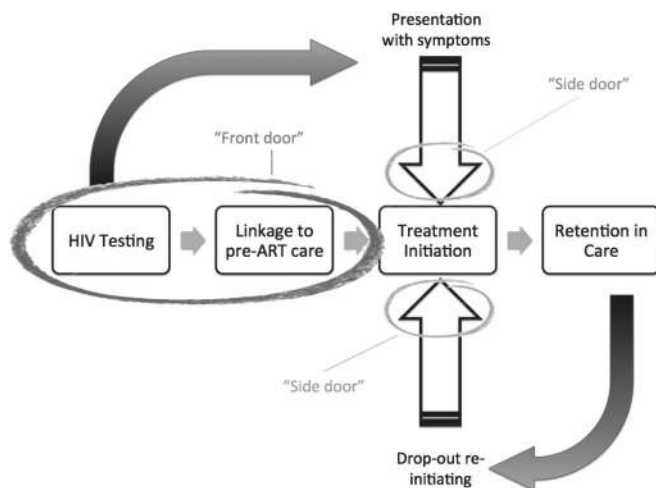 Presentation
with symptoms
"Side door"
"Front door"
HIV Testing
Linkage to
pre-ART care
Treatment
Initiation
Retention in
Care
"Side door"
Drop-out re-
initiating